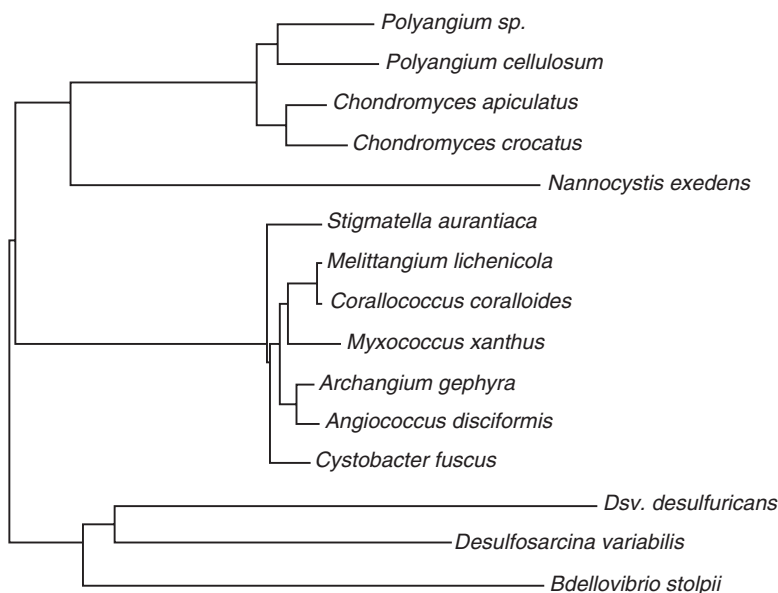 Polyangium sp.
Polyangium cellulosum
Chondromyces apiculatus
Chondromyces crocatus
Nannocystis exedens
Stigmatella aurantiaca
Melittangium lichenicola
Corallococcus coralloides
Myxococcus xanthus
Archangium gephyra
Angiococcus disciformis
Cystobacter fuscus
Dsv. desulfuricans
Desulfosarcina variabilis
Bdellovibrio stolpii